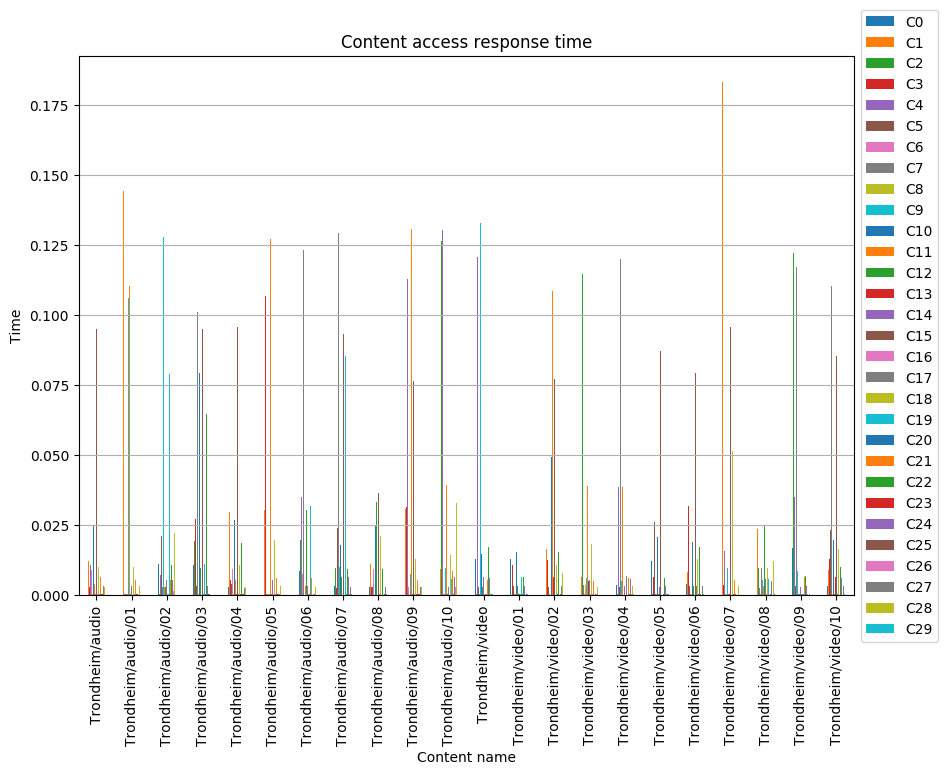 Content access response time
Time
0.175
0.150
0.125
0.100
0.075
0.050
0.025
0.000
Trondheim/audio
Trondheim/audio/01
Trondheim/audio/02
Trondheim/audio/03
Trondheim/audio/04
Trondheim/audio/05
Trondheim/audio/06
Trondheim/audio/07
Trondheim/audio/08
Trondheim/audio/09
Trondheim/audio/10
Trondheim/video
Trondheim/video/01
Trondheim/video/02
Trondheim/video/03
Trondheim/video/04
Trondheim/video/05
Trondheim/video/06
Trondheim/video/07
Trondheim/video/08
Trondheim/video/09
Trondheim/video/10
Content name
C0
C1
C2
C3
C4
C5
C6
C7
C8
C9
C10
C11
C12
C13
C14
C15
C16
C17
C18
C19
C20
C21
C22
C23
C24
C25
C26
C27
C28
C29